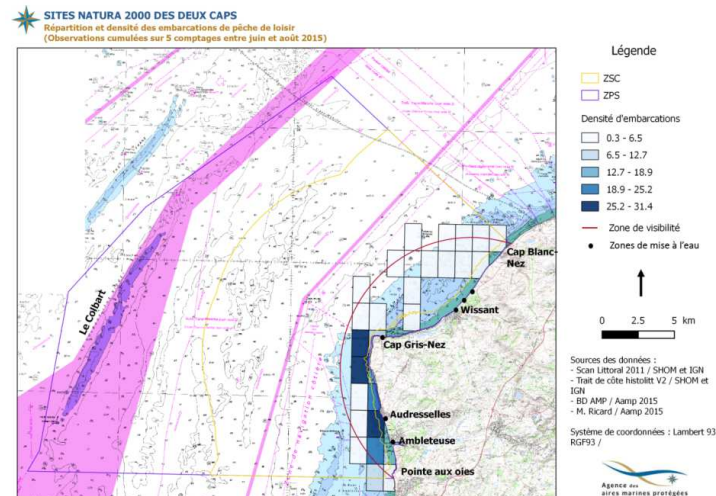 SITES NATURA 2000 DES DEUX CAPS
Répartition et densité des embarcations de pêche de loisir
(Observations cumulées sur 5 comptages entre juin et août 2015)
Légende
ZSC
ZPS
Densité d'embarcations
0.3 - 6.5
6.5 - 12.7
12.7 - 18.9
18.9 - 25.2
25.2 - 31.4
Zone de visibilité
Zones de mise à l'eau
0 2.5 5 km
Sources des données :
- Scan Littoral 2011 / SHOM et IGN
- Trait de côte histolitt V2 / SHOM et
IGN
- BD AMP / Aamp 2015
- M. Ricard / Aamp 2015
Système de coordonnées : Lambert 93
RGF93 /
Agence des
aires marines protégées
Cap Blanc-
Nez
Wissant
Le Colbart
Cap Gris-Nez
Audresselles
Ambleteuse
Pointe aux oies